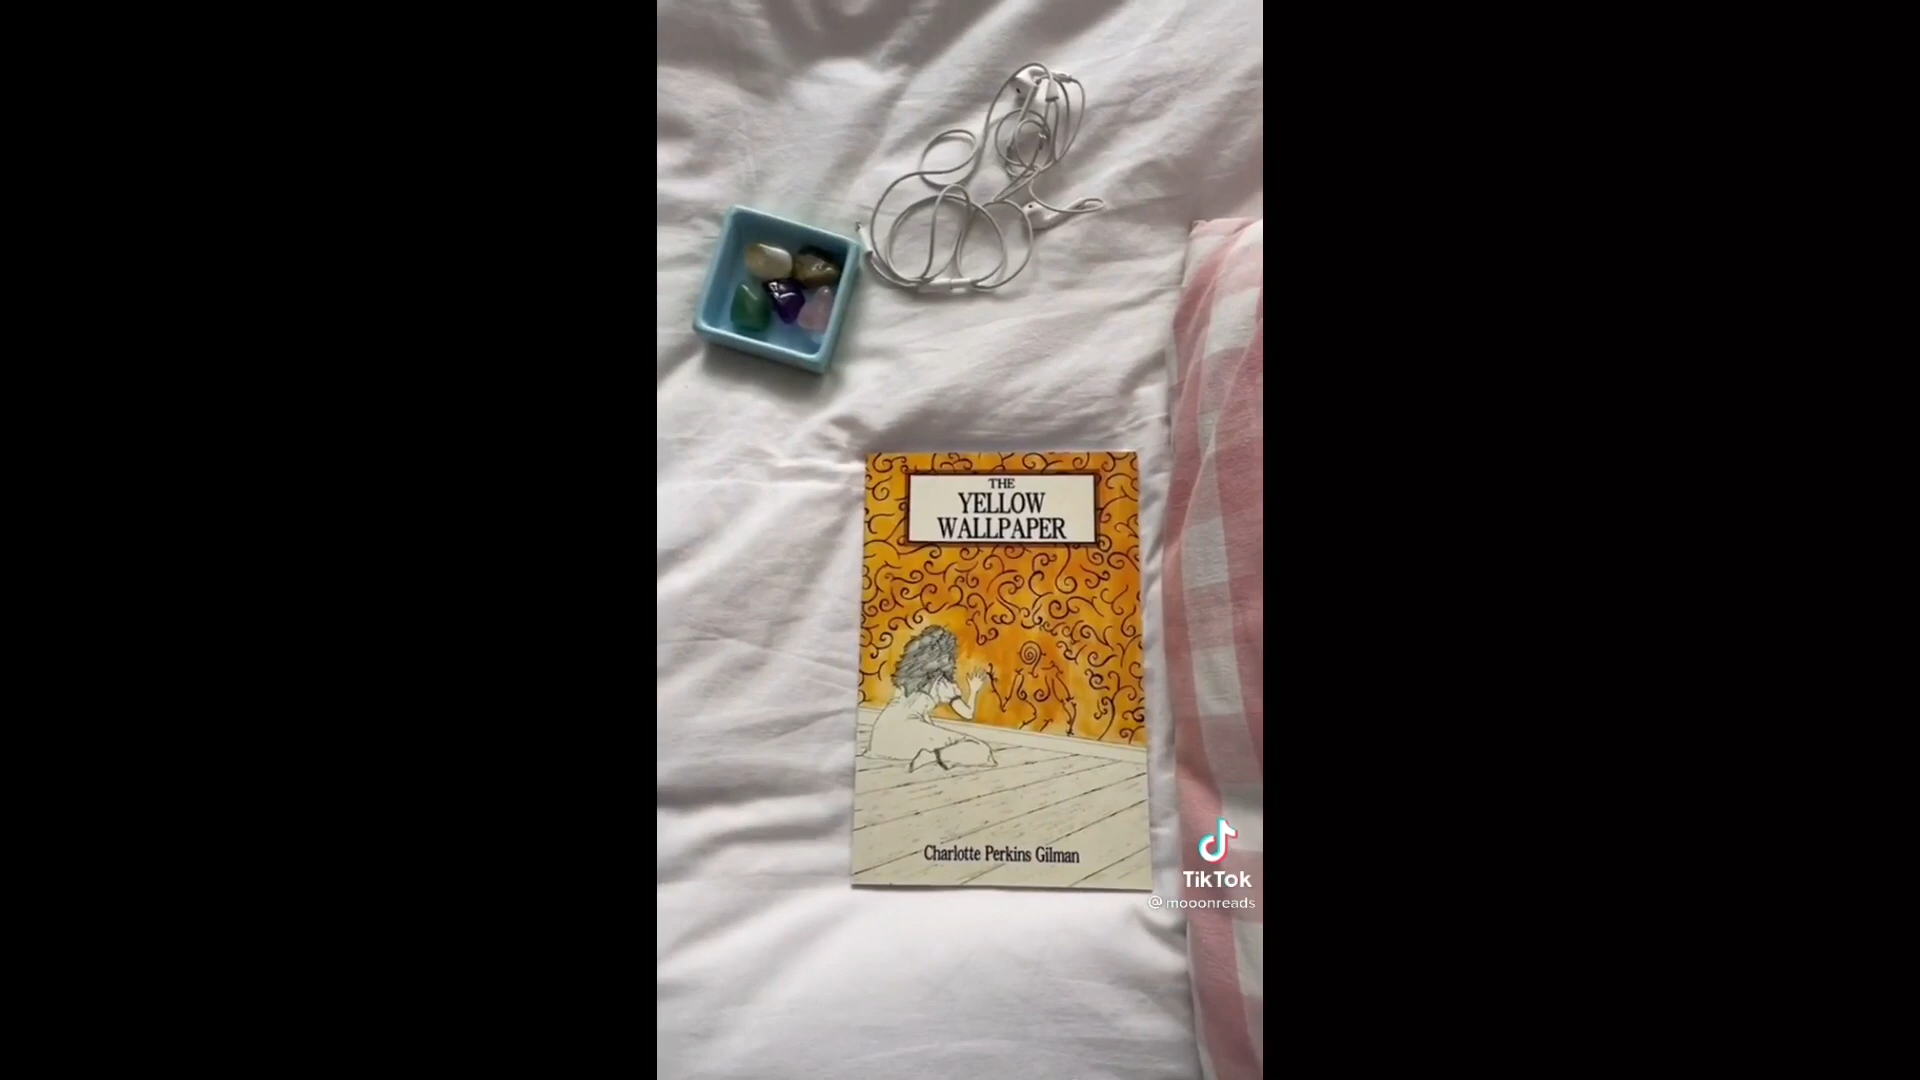 THE
YELLOW
WALLPAPER
Charlotte Perkins Gilman
TikTok
@mooonreads